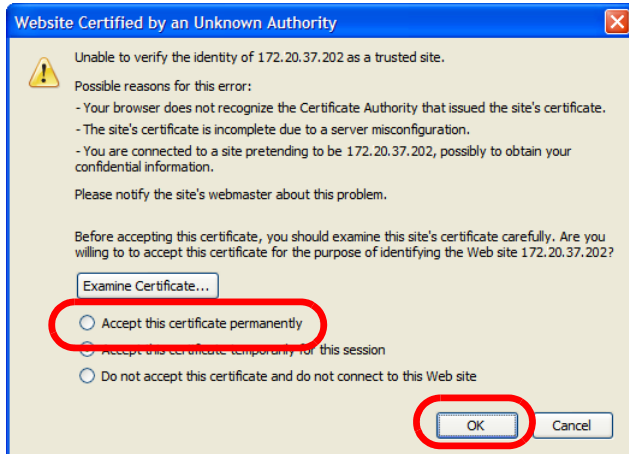 Website Certified by an Unknown Authority
Unable to verify the identity of 172.20.37.202 as a trusted site.
Possible reasons for this error:
- Your browser does not recognize the Certificate Authority that issued the site's certificate.
- The site's certificate is incomplete due to a server misconfiguration.
- You are connected to a site pretending to be 172.20.37.202, possibly to obtain your
confidential information.
Please notify the site's webmaster about this problem.
Before accepting this certificate, you should examine this site's certificate carefully. Are you
willing to to accept this certificate for the purpose of identifying the Web site 172.20.37.202?
Examine Certificate...
Accept this certificate permanently
Accept this certificate temporarily for this session
Do not accept this certificate and do not connect to this Web site
OK Cancel